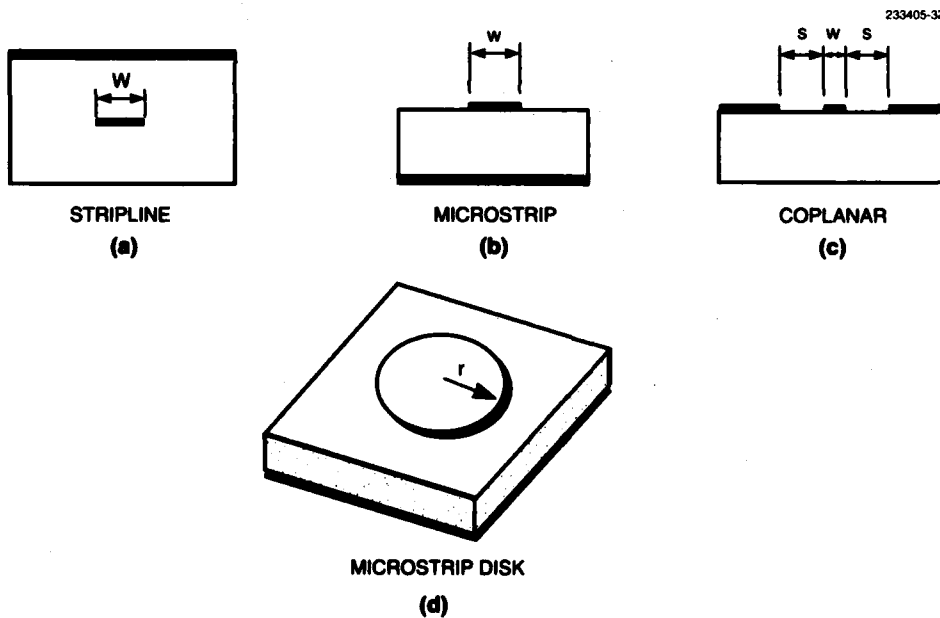 233405-32
W
w
s w s
STRIPLINE
MICROSTRIP
COPLANAR
(a)
(b)
(c)
r
MICROSTRIP DISK
(d)